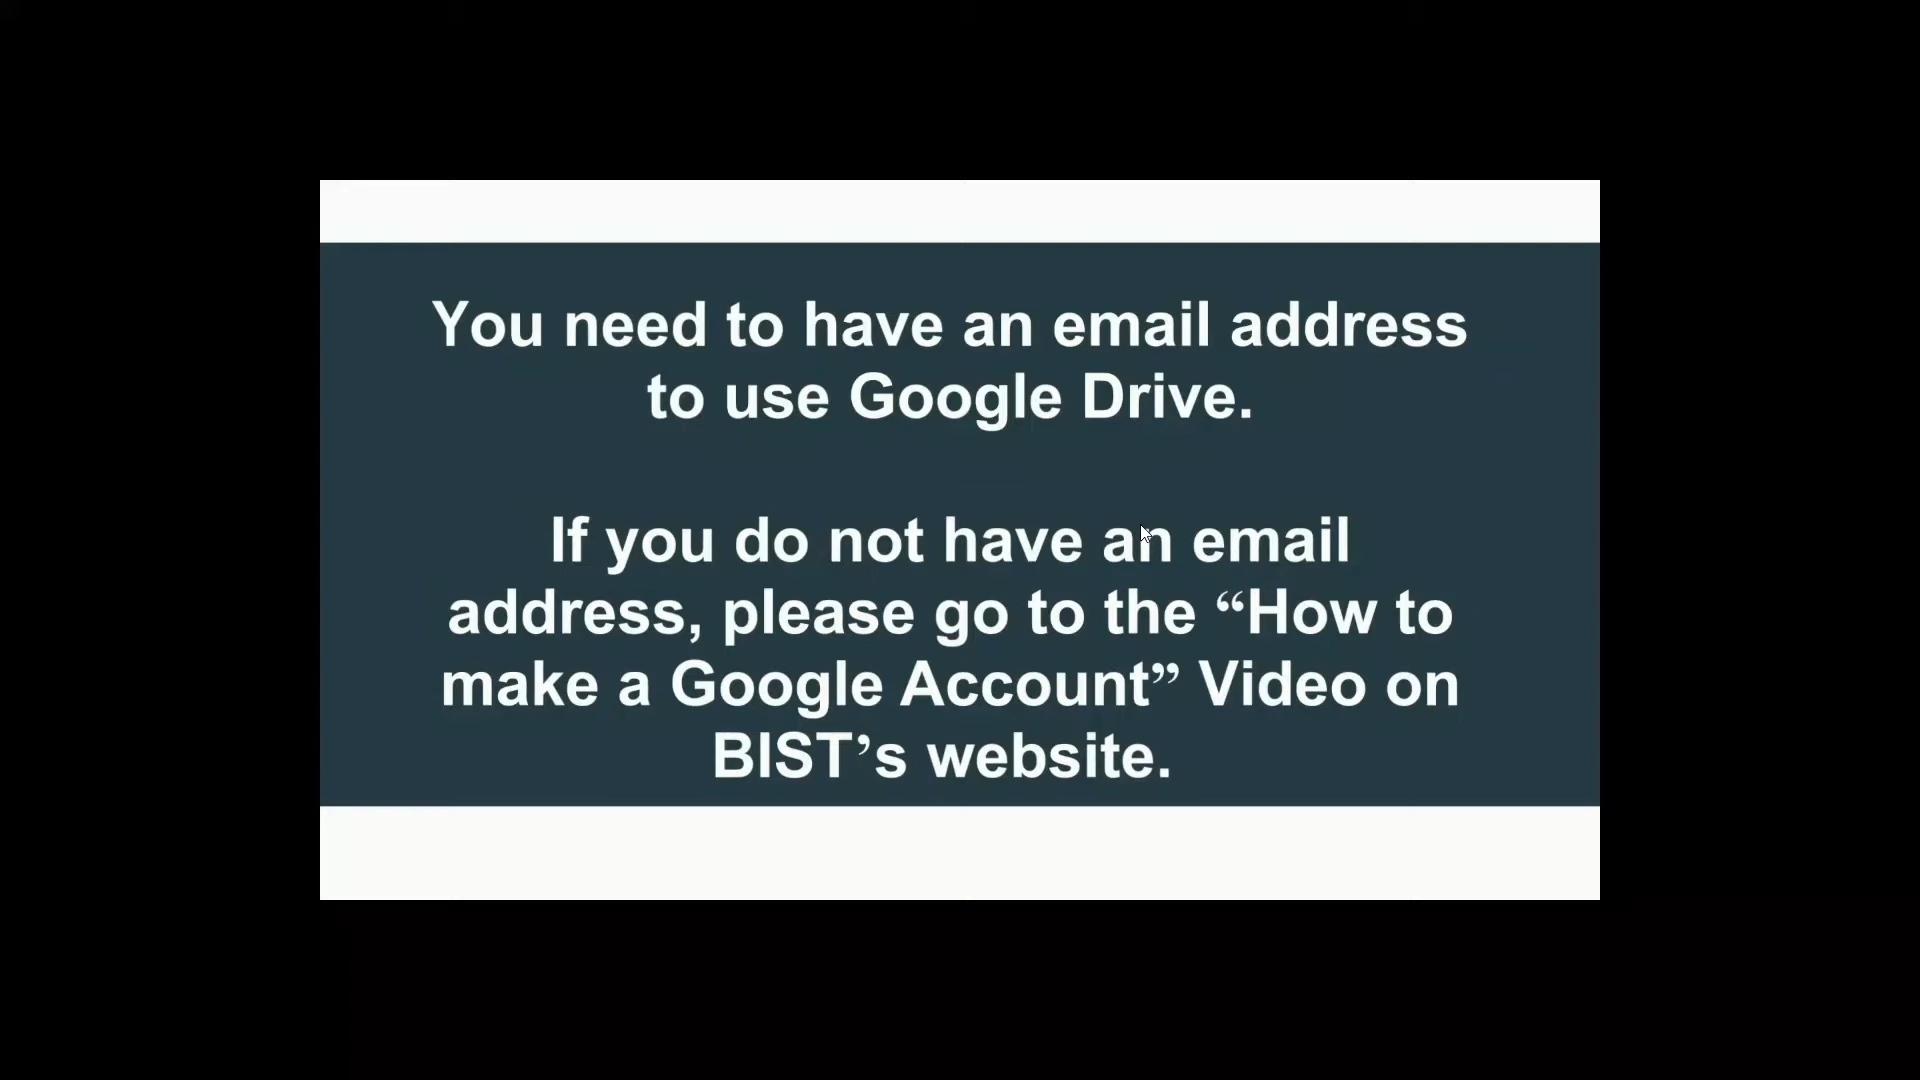 You need to have an email address
to use Google Drive.
If you do not have an email
address, please go to the “How to
make a Google Account” Video on
BIST’s website.